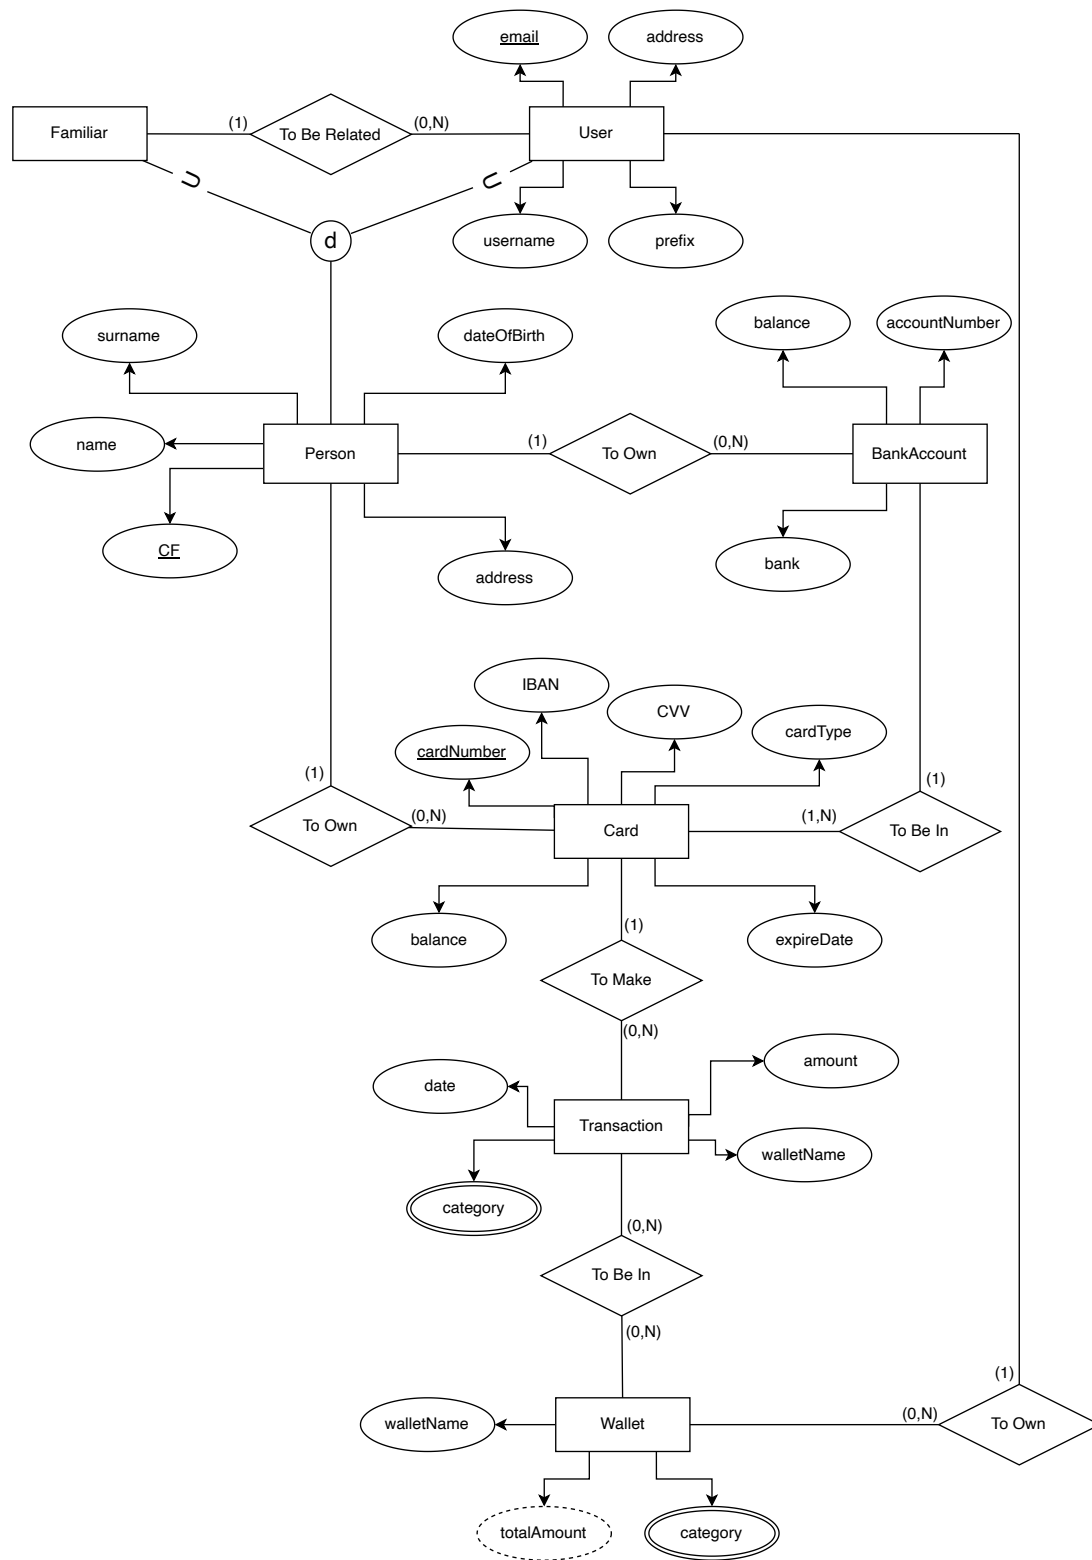 email
address
Familiar
(1)
To Be Related
(0,N)
User
username
prefix
d
surname
dateOfBirth
balance
accountNumber
name
Person
(1)
To Own
(0,N)
BankAccount
CF
address
bank
IBAN
CVV
cardNumber
cardType
(1)
To Own
(0,N)
Card
(1,N)
(1)
To Be In
balance
(1)
expireDate
To Make
(0,N)
date
amount
Transaction
walletName
category
(0,N)
To Be In
(0,N)
walletName
Wallet
(0,N)
(1)
To Own
totalAmount
category